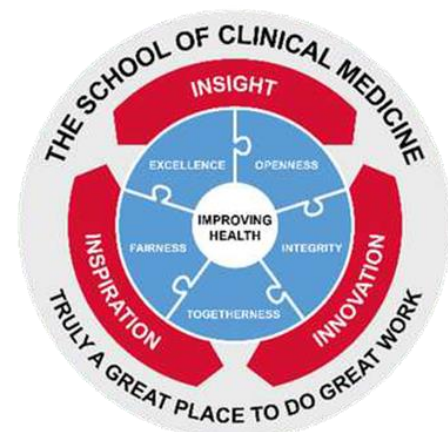 THE SCHOOL OF CLINICAL MEDICINE
INSIGHT
EXCELLENCE
OPENNESS
IMPROVING
HEALTH
FAIRNESS
INTEGRITY
TOGETHERNESS
INSPIRATION
INNOVATION
TRULY A GREAT PLACE TO DO GREAT WORK